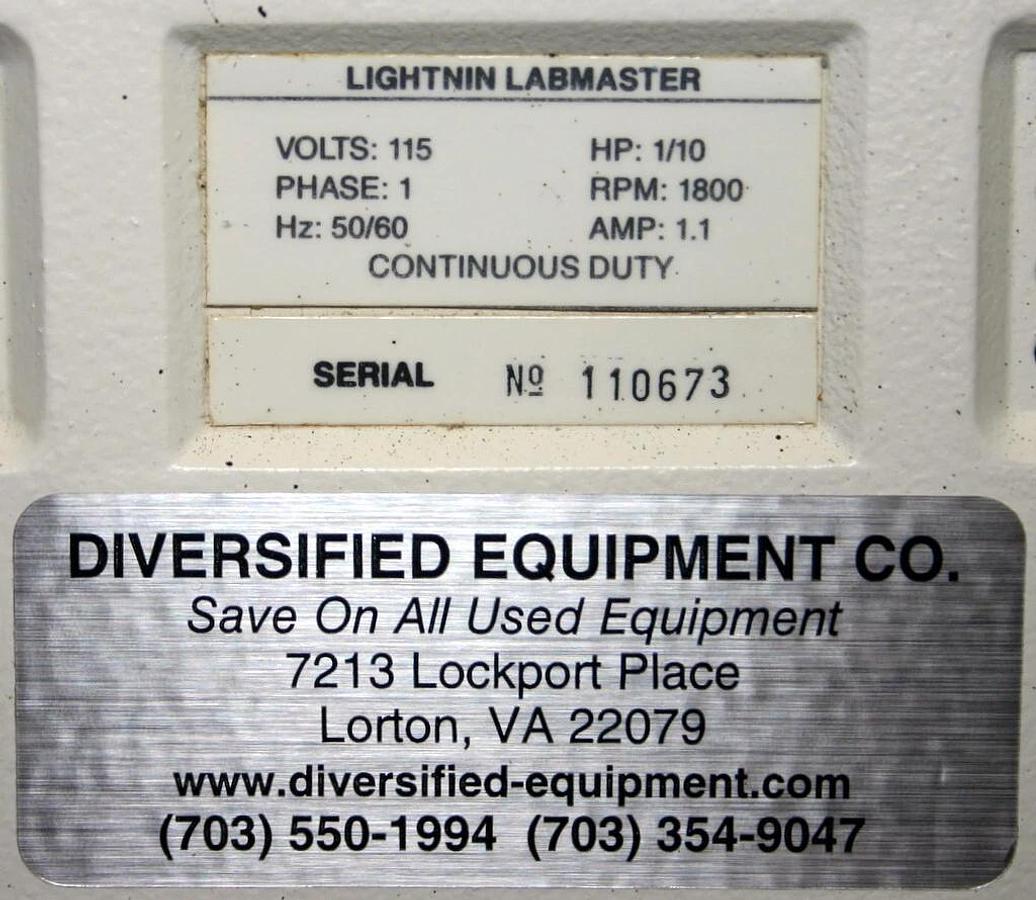 LIGHTNIN LABMASTER
VOLTS: 115 HP: 1/10
PHASE: 1 RPM: 1800
Hz: 50/60 AMP: 1.1
CONTINUOUS DUTY
SERIAL Nº 110673
DIVERSIFIED EQUIPMENT CO.
Save On All Used Equipment
7213 Lockport Place
Lorton, VA 22079
www.diversified-equipment.com
(703) 550-1994 (703) 354-9047